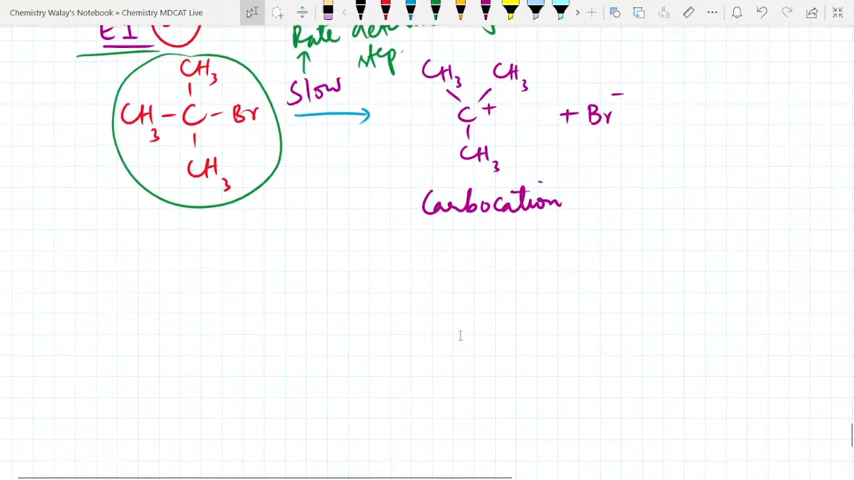 Chemistry Walay's Notebook » Chemistry MDCAT Live
E1
Rate
step
Slow
CH3
CH3 - C - Br
CH3
CH3 CH3
C+ + Br-
CH3
Carbocation